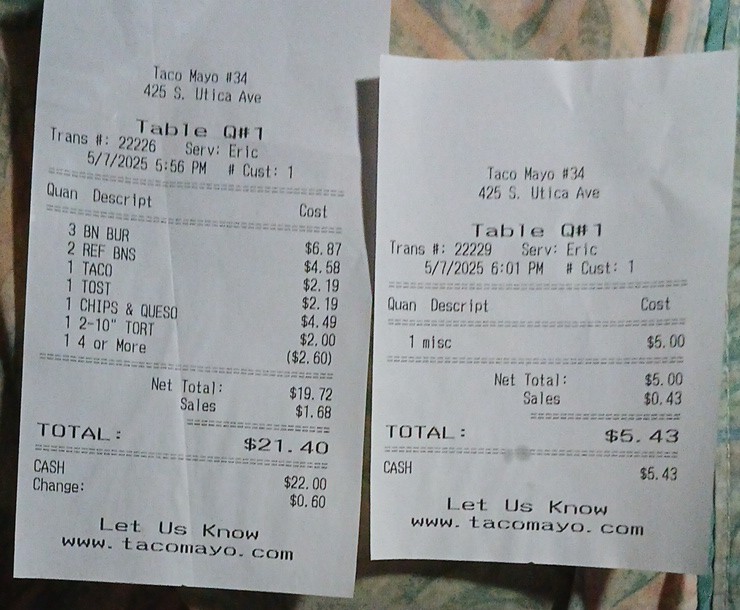 Taco Mayo #34
425 S. Utica Ave
Table Q#1
Trans #: 22226 Serv: Eric
5/7/2025 5:56 PM # Cust: 1
Quan Descript Cost
3 BN BUR $6.87
2 REF BNS $4.58
1 TACO $2.19
1 TOST $2.19
1 CHIPS & QUESO $4.49
1 2-10" TORT $2.00
1 4 or More ($2.60)
Net Total: $19.72
Sales $1.68
TOTAL: $21.40
CASH $22.00
Change: $0.60
Let Us Know
www.tacomayo.com
Taco Mayo #34
425 S. Utica Ave
Table Q#1
Trans #: 22229 Serv: Eric
5/7/2025 6:01 PM # Cust: 1
Quan Descript Cost
1 misc $5.00
Net Total: $5.00
Sales $0.43
TOTAL: $5.43
CASH $5.43
Let Us Know
www.tacomayo.com